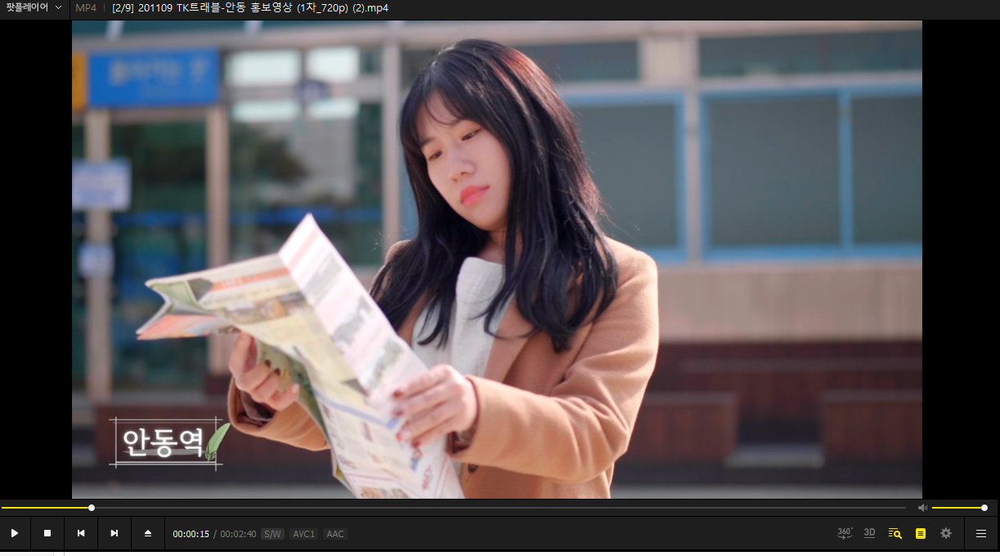 팟플레이어 MP4 [2/9] 201109 TK트래블-안동 홍보영상 (1차_720p) (2).mp4
안동역
00:00:15 / 00:02:40 S/W AVC1 AAC 360° 3D